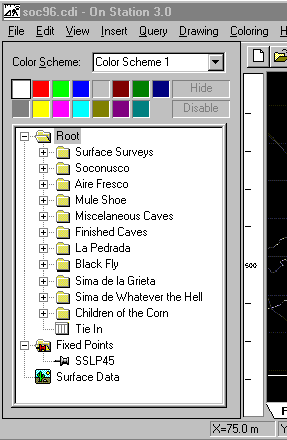 soc96.cdi - On Station 3.0
File Edit View Insert Query Drawing Coloring
Color Scheme: Color Scheme 1
Hide
Disable
Root
Surface Surveys
Soconusco
Aire Fresco
Mule Shoe
Miscelaneous Caves
Finished Caves
La Pedrada
Black Fly
Sima de la Grieta
Sima de Whatever the Hell
Children of the Corn
Tie In
Fixed Points
SSLP45
Surface Data
500
F
X=75.0 m Y